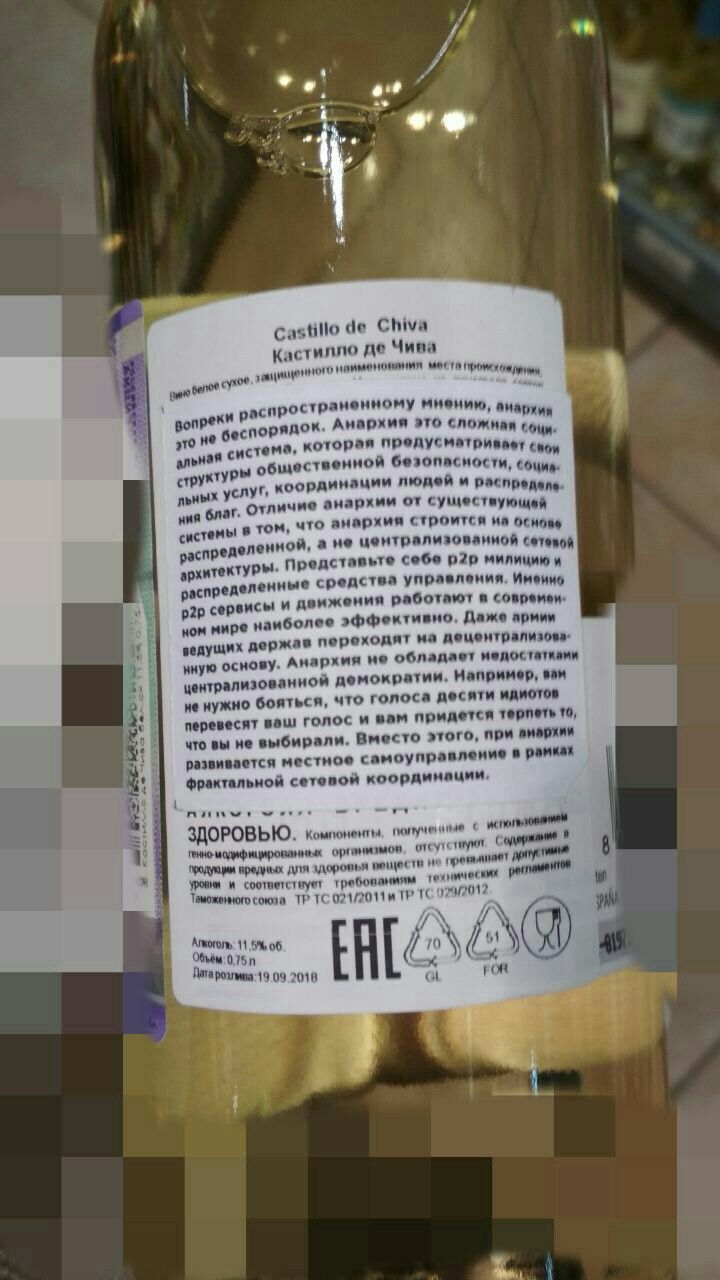 Castillo de Chiva
Кастилло де Чива
Вино белое сухое, защищенного наименования места происхождения,
Вопреки распространенному мнению, анархия
это не беспорядок. Анархия это сложная соци-
альная система, которая предусматривает свои
структуры общественной безопасности, социа-
льных услуг, координации людей и распределе-
ния благ. Отличие анархии от существующей
системы в том, что анархия строится на основе
распределенной, а не централизованной сетевой
архитектуры. Представьте себе p2p милицию и
распределенные средства управления. Именно
p2p сервисы и движения работают в современ-
ном мире наиболее эффективно. Даже армии
ведущих держав переходят на децентрализова-
нную основу. Анархия не обладает недостатками
централизованной демократии. Например, вам
не нужно бояться, что голоса десяти идиотов
перевесят ваш голос и вам придется терпеть то,
что вы не выбирали. Вместо этого, при анархии
развивается местное самоуправление в рамках
фрактальной сетевой координации.
ЗДОРОВЬЮ. Компоненты, полученные с использованием
генно-модифицированных организмов, отсутствуют. Содержание в
продукции вредных для здоровья веществ не превышает допустимые
уровни и соответствует требованиям технических регламентов
Таможенного союза ТР ТС 021/2011 и ТР ТС 029/2012.
Алкоголь: 11,5% об.
Объём: 0,75 л
Дата розлива: 19.09.2018
EAC
70
GL
51
FOR
8